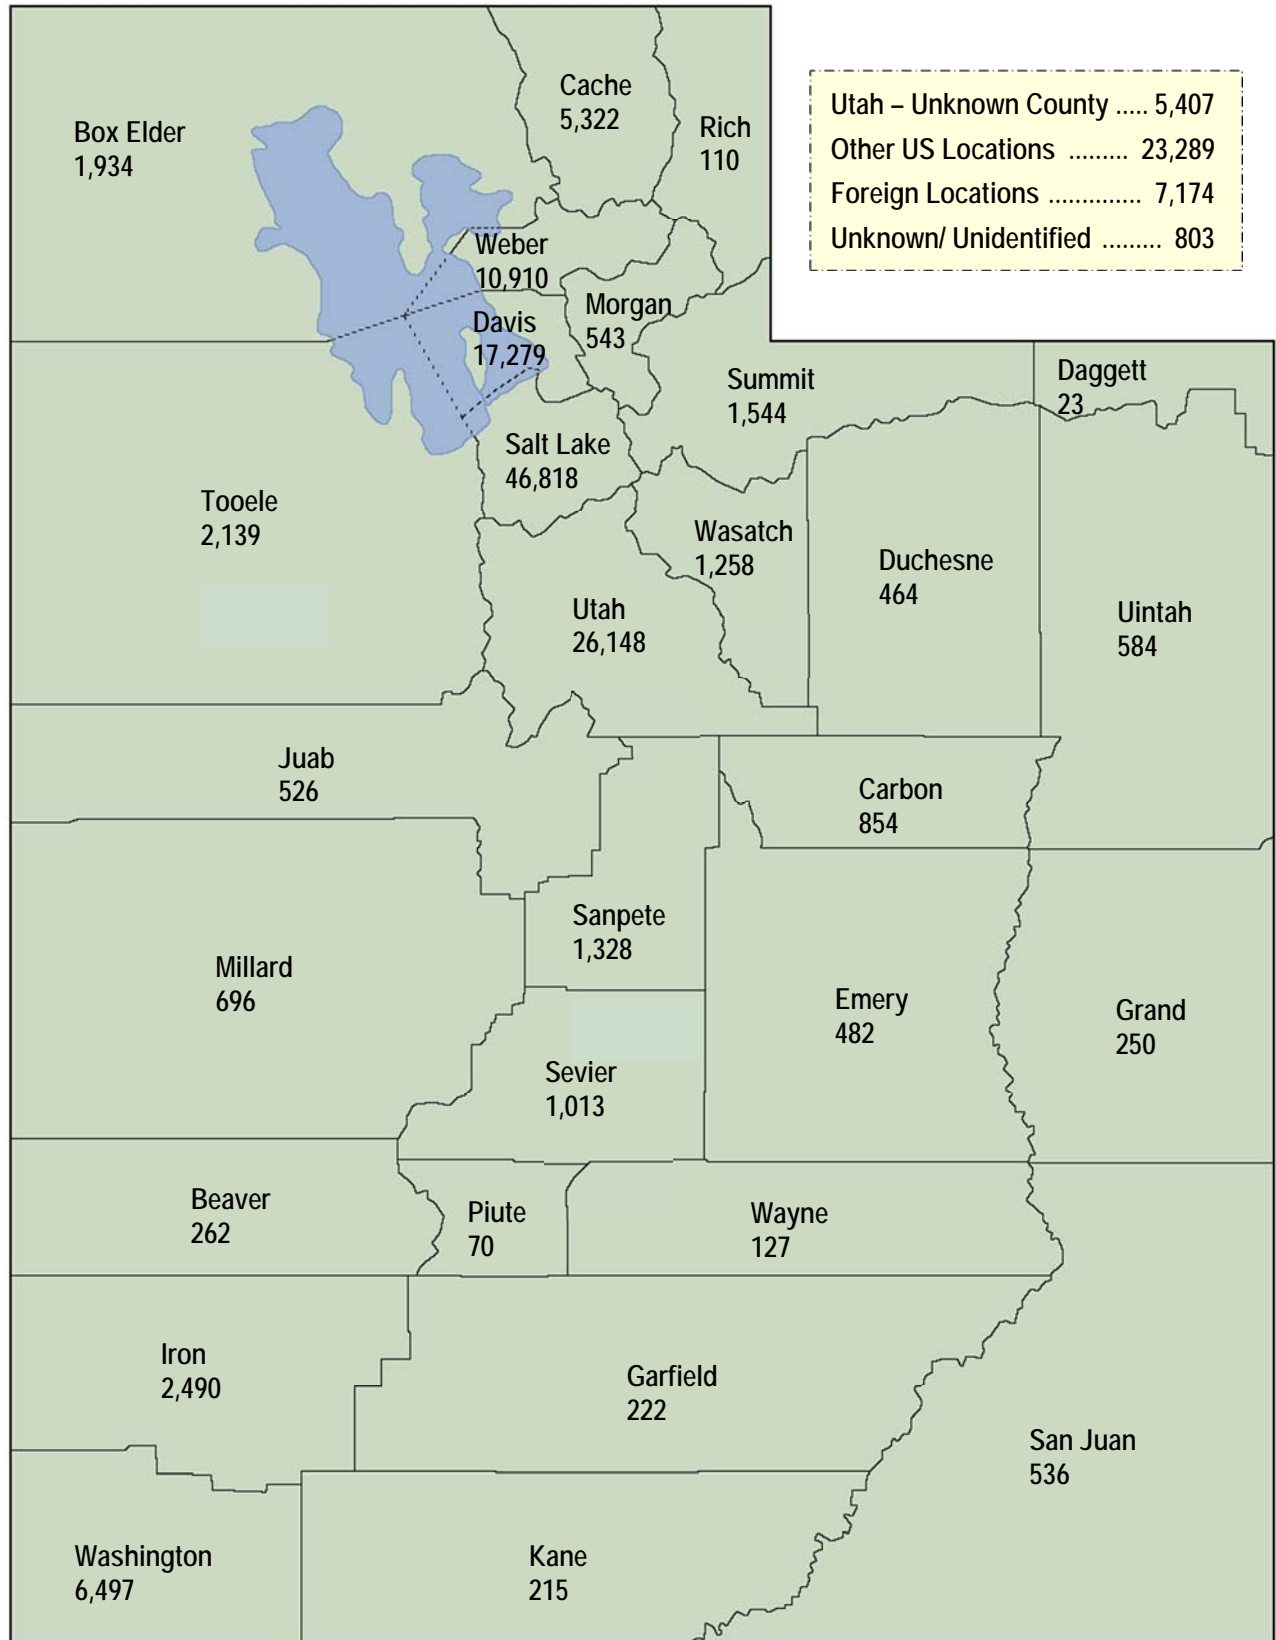 Cache
5,322
Rich
110
Box Elder
1,934
Utah – Unknown County ..... 5,407
Other US Locations ......... 23,289
Foreign Locations .............. 7,174
Unknown/ Unidentified ......... 803
Weber
10,910
Morgan
543
Davis
17,279
Summit
1,544
Daggett
23
Salt Lake
46,818
Tooele
2,139
Wasatch
1,258
Duchesne
464
Utah
26,148
Uintah
584
Juab
526
Carbon
854
Sanpete
1,328
Millard
696
Emery
482
Grand
250
Sevier
1,013
Beaver
262
Piute
70
Wayne
127
Iron
2,490
Garfield
222
San Juan
536
Washington
6,497
Kane
215